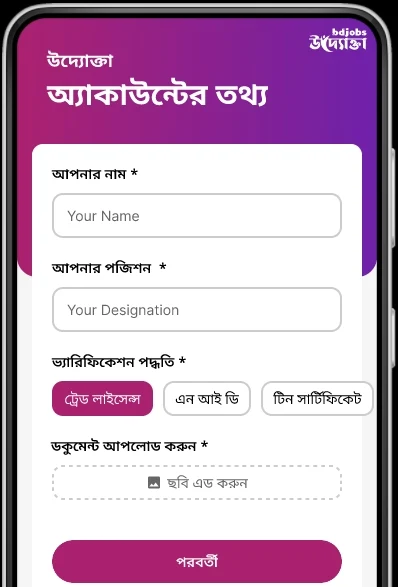 bdjobs
উদ্যোক্তা
উদ্যোক্তা
অ্যাকাউন্টের তথ্য
আপনার নাম *
Your Name
আপনার পজিশন *
Your Designation
ভ্যারিফিকেশন পদ্ধতি *
ট্রেড লাইসেন্স এন আই ডি টিন সার্টিফিকেট
ডকুমেন্ট আপলোড করুন *
ছবি এড করুন
পরবর্তী